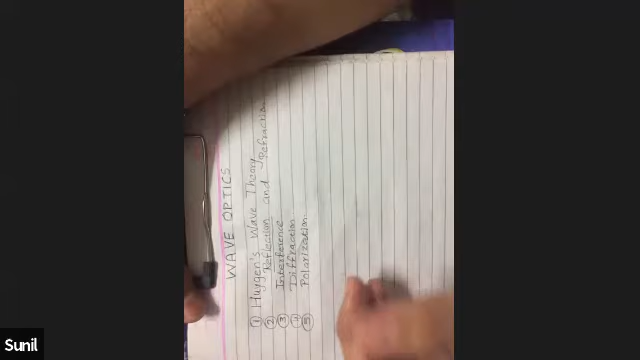 WAVE OPTICS
① Huygen's Wave Theory
② Reflection and Refraction
③ Interference
④ Diffraction
⑤ Polarization
Sunil